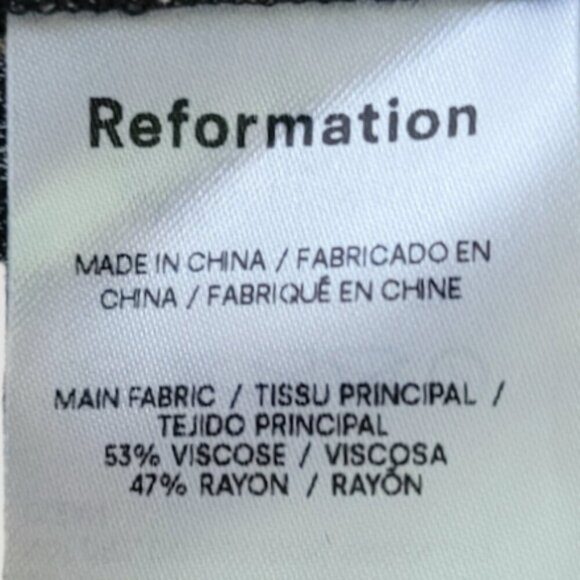 Reformation
MADE IN CHINA / FABRICADO EN
CHINA / FABRIQUÉ EN CHINE
MAIN FABRIC / TISSU PRINCIPAL /
TEJIDO PRINCIPAL
53% VISCOSE / VISCOSA
47% RAYON / RAYÓN